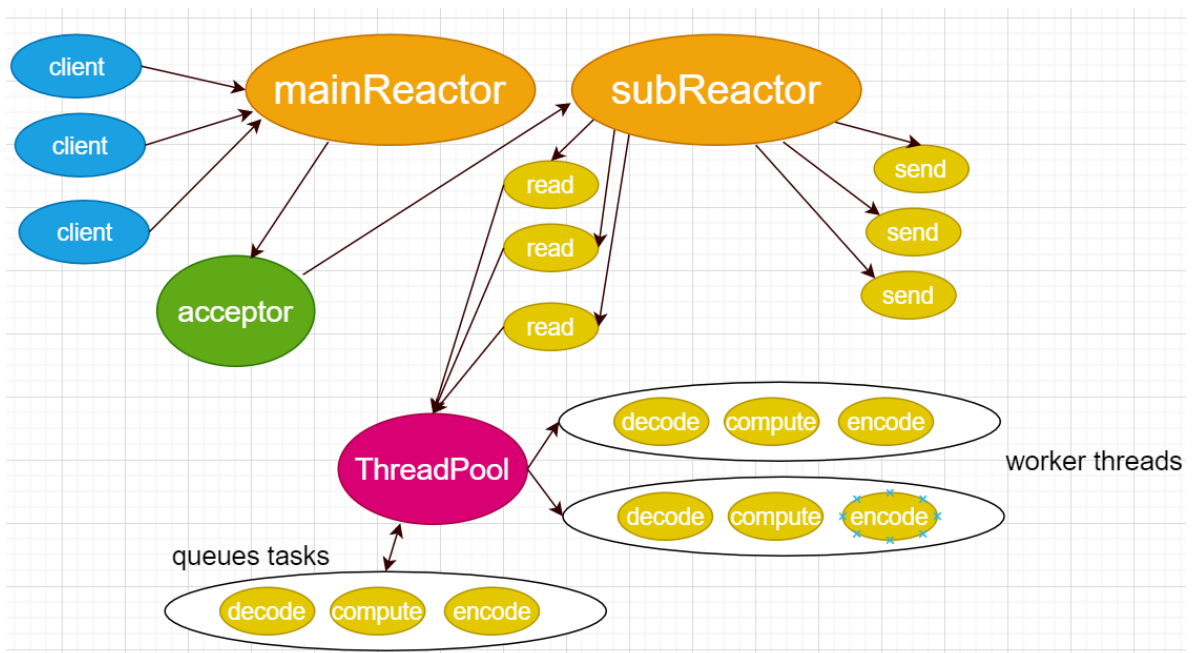 client
mainReactor
subReactor
client
read
send
client
read
send
acceptor
read
send
decode compute encode
ThreadPool
worker threads
decode compute encode
queues tasks
decode compute encode